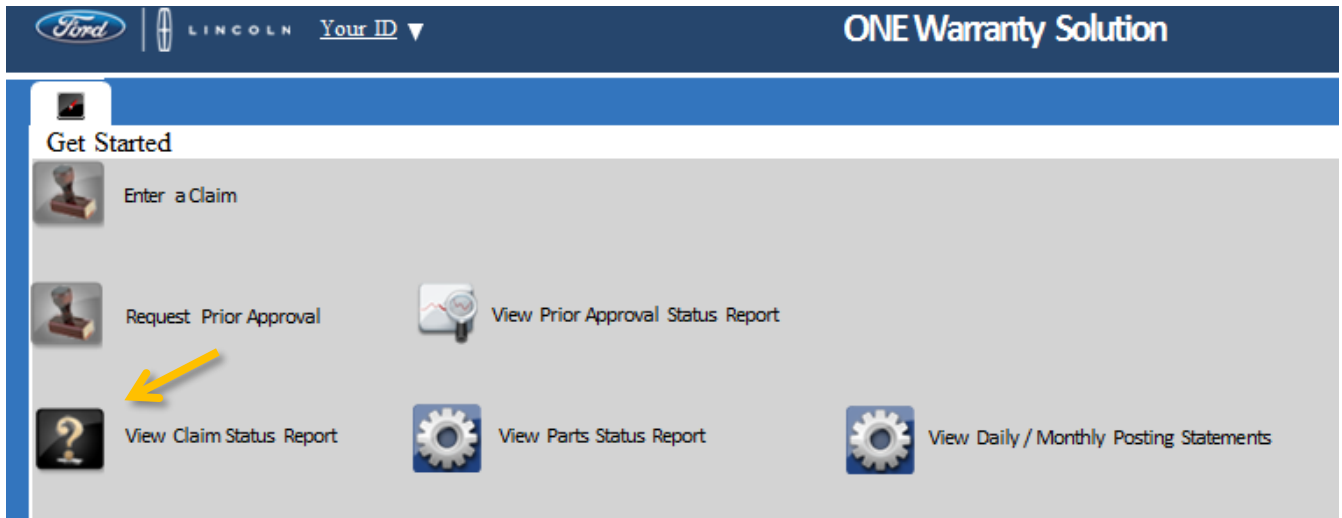 Ford LINCOLN Your ID ▼ ONE Warranty Solution
Get Started
Enter a Claim
Request Prior Approval View Prior Approval Status Report
View Claim Status Report View Parts Status Report View Daily / Monthly Posting Statements